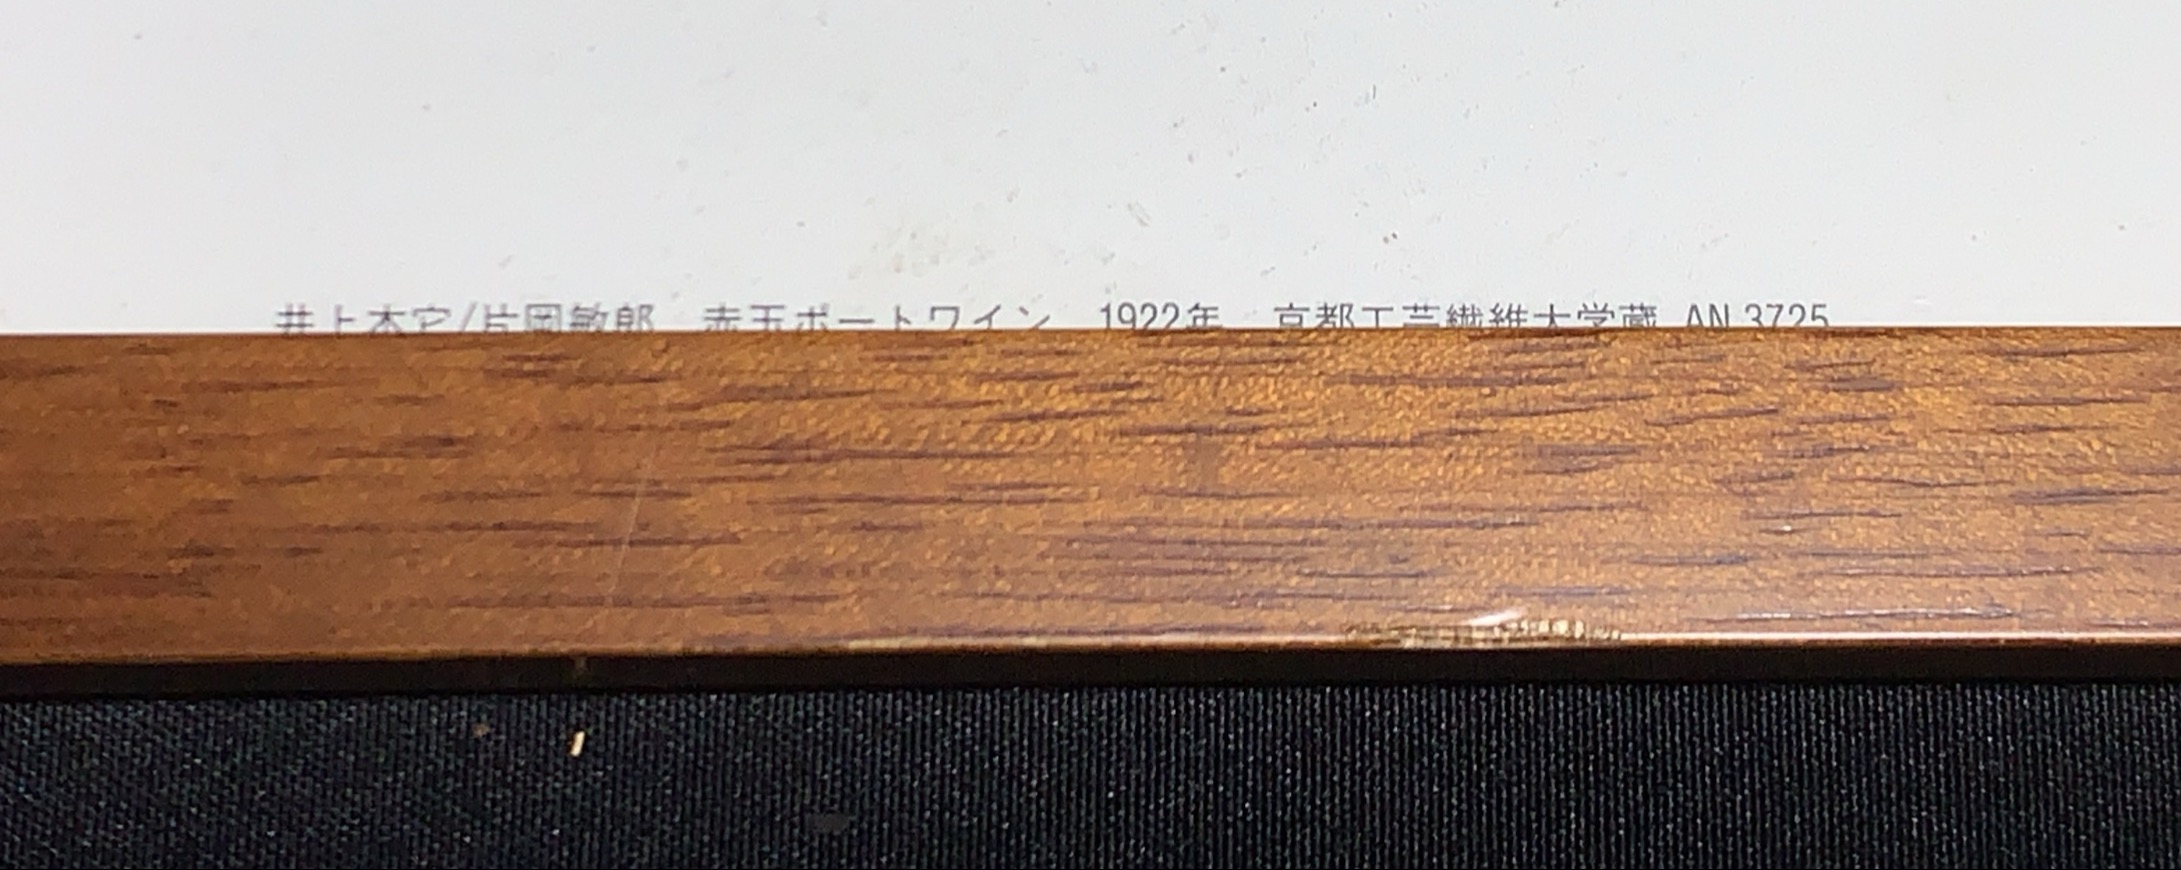 井上木它/片岡敏郎　赤玉ポートワイン　1922年　京都工芸繊維大学蔵 AN.3725